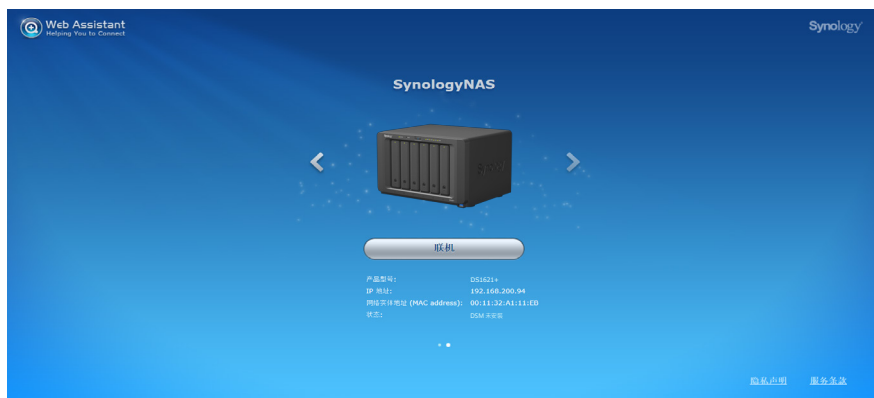 Web Assistant
Helping You to Connect
Synology
SynologyNAS
联机
产品型号: DS1621+
IP 地址: 192.168.200.94
网络实体地址 (MAC address): 00:11:32:A1:11:ED
状态: DSM 未安装
隐私声明 服务条款